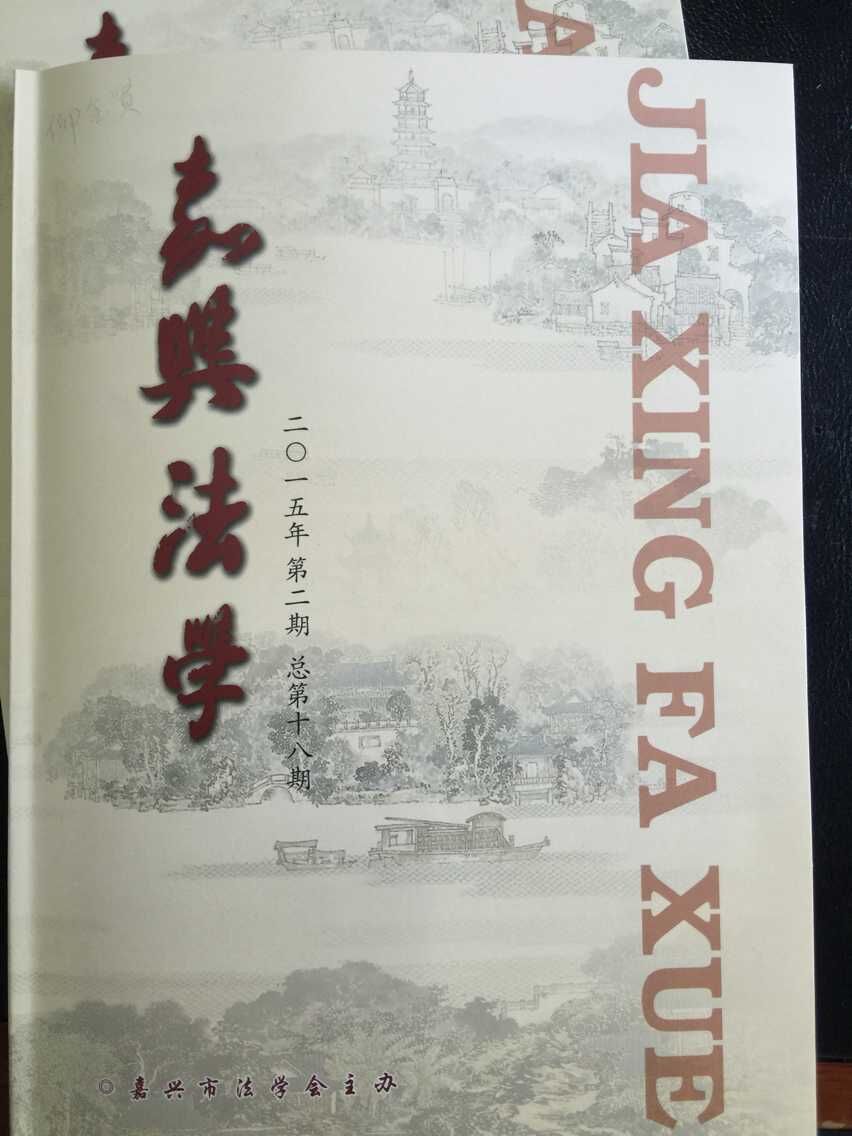 嘉興法學
二〇一五年 第二期 总第十八期
JIA XING FA XUE
◎ 嘉兴市法学会主办